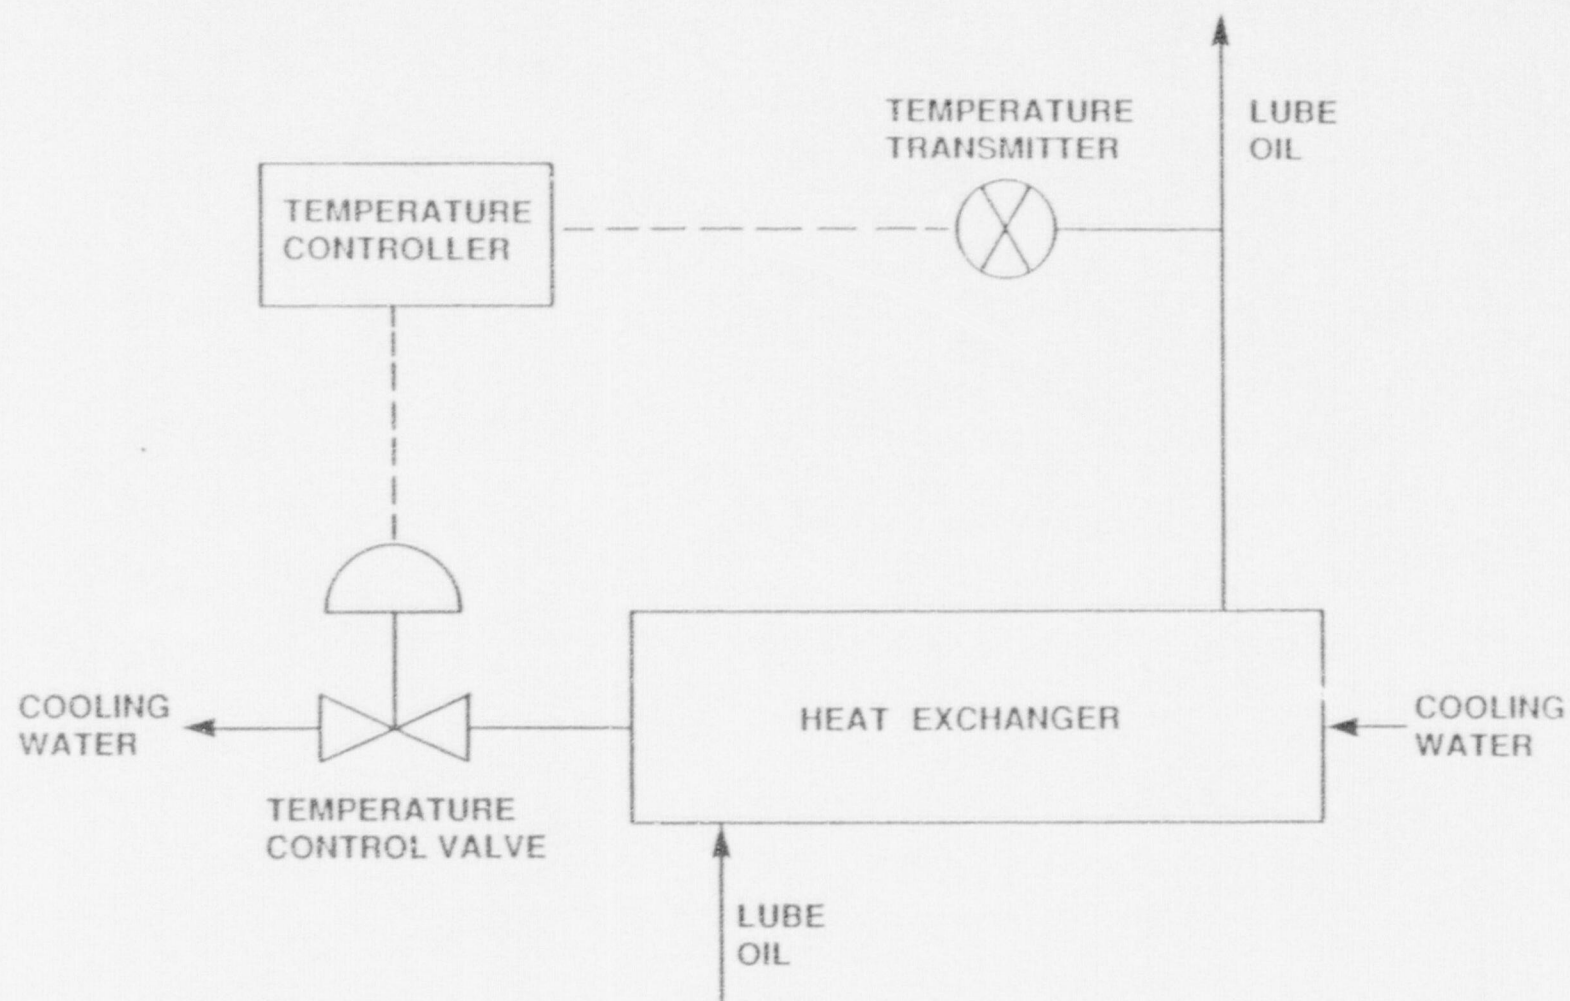 TEMPERATURE
TRANSMITTER
LUBE
OIL
TEMPERATURE
CONTROLLER
COOLING
WATER
HEAT EXCHANGER
COOLING
WATER
TEMPERATURE
CONTROL VALVE
LUBE
OIL